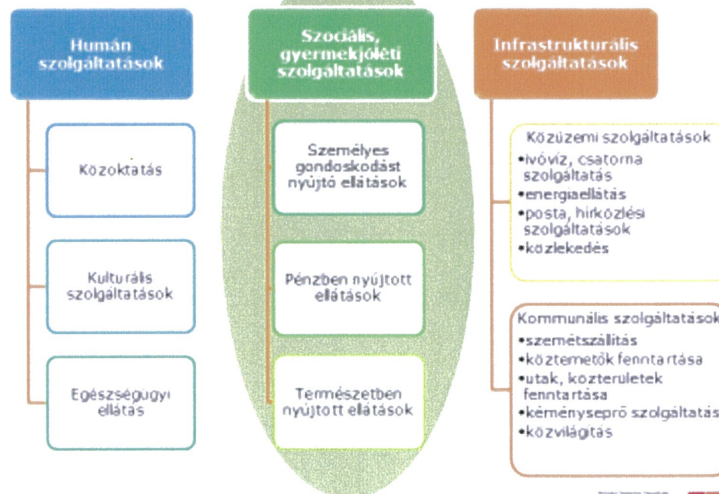 Humán
szolgáltatások
Közoktatás
Kulturális
szolgáltatások
Egészségügyi
ellátás
Szociális,
gyermekjóléti
szolgáltatások
Személyes
gondoskodást
nyújtó ellátások
Pénzben nyújtott
ellátások
Természetben
nyújtott ellátások
Infrastrukturális
szolgáltatások
Közüzemi szolgáltatások
•ivóvíz, csatorna
szolgáltatás
•energiaellátás
•posta, hírközlési
szolgáltatások
•közlekedés
Kommunális szolgáltatások
•szemétszállítás
•köztemetők fenntartása
•utak, közterületek
fenntartása
•kéményseprő szolgáltatás
•közvilágítás